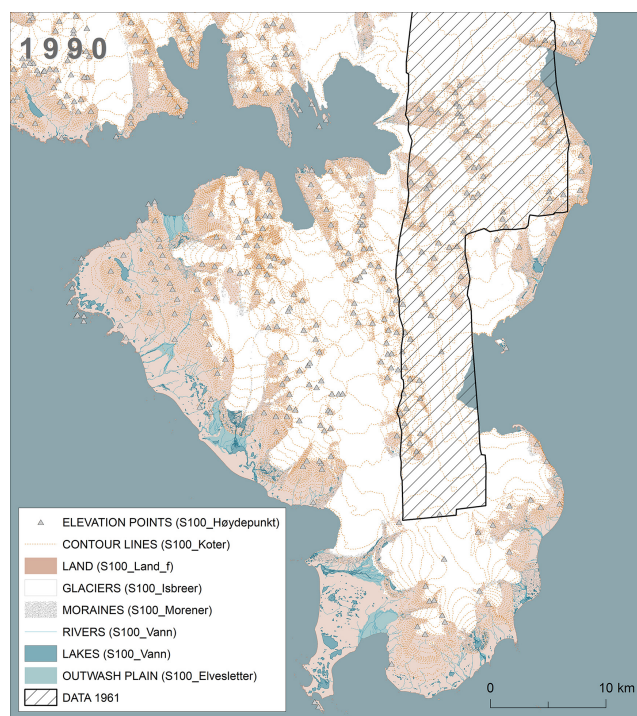 1990
ELEVATION POINTS (S100_Høydepunkt)
CONTOUR LINES (S100_Koter)
LAND (S100_Land_f)
GLACIERS (S100_Isbreer)
MORAINES (S100_Morener)
RIVERS (S100_Vann)
LAKES (S100_Vann)
OUTWASH PLAIN (S100_Elvesletter)
DATA 1961
0 10 km